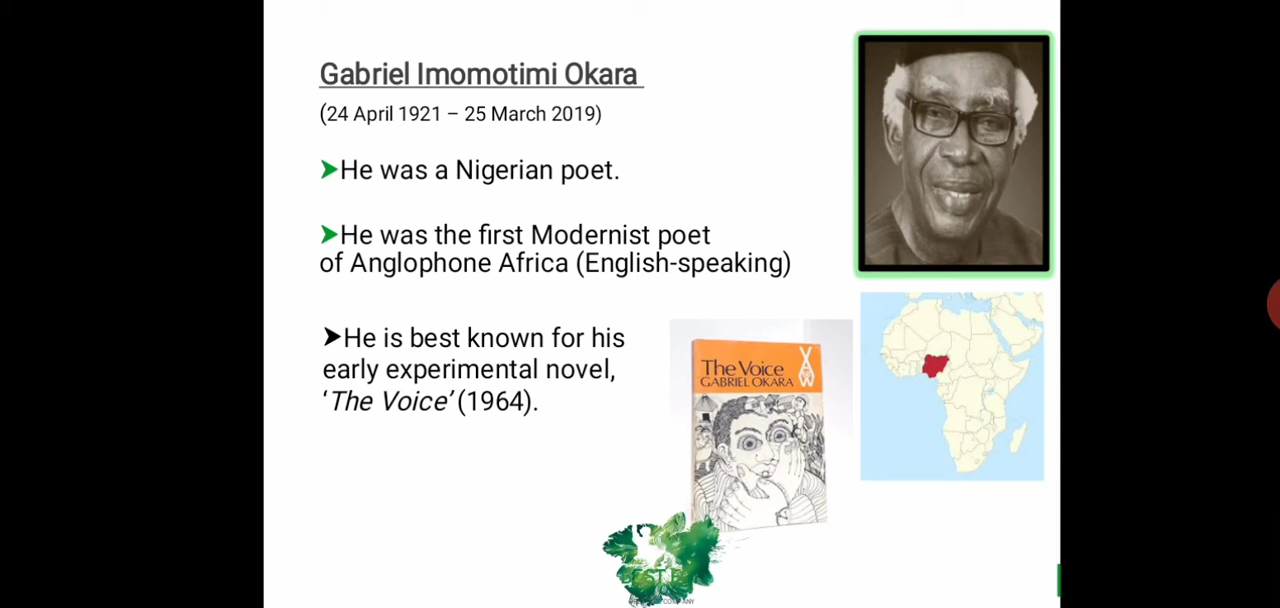 Gabriel Imomotimi Okara
(24 April 1921 – 25 March 2019)
➤He was a Nigerian poet.
➤He was the first Modernist poet
of Anglophone Africa (English-speaking)
➤He is best known for his
early experimental novel,
‘The Voice’ (1964).
The Voice
GABRIEL OKARA